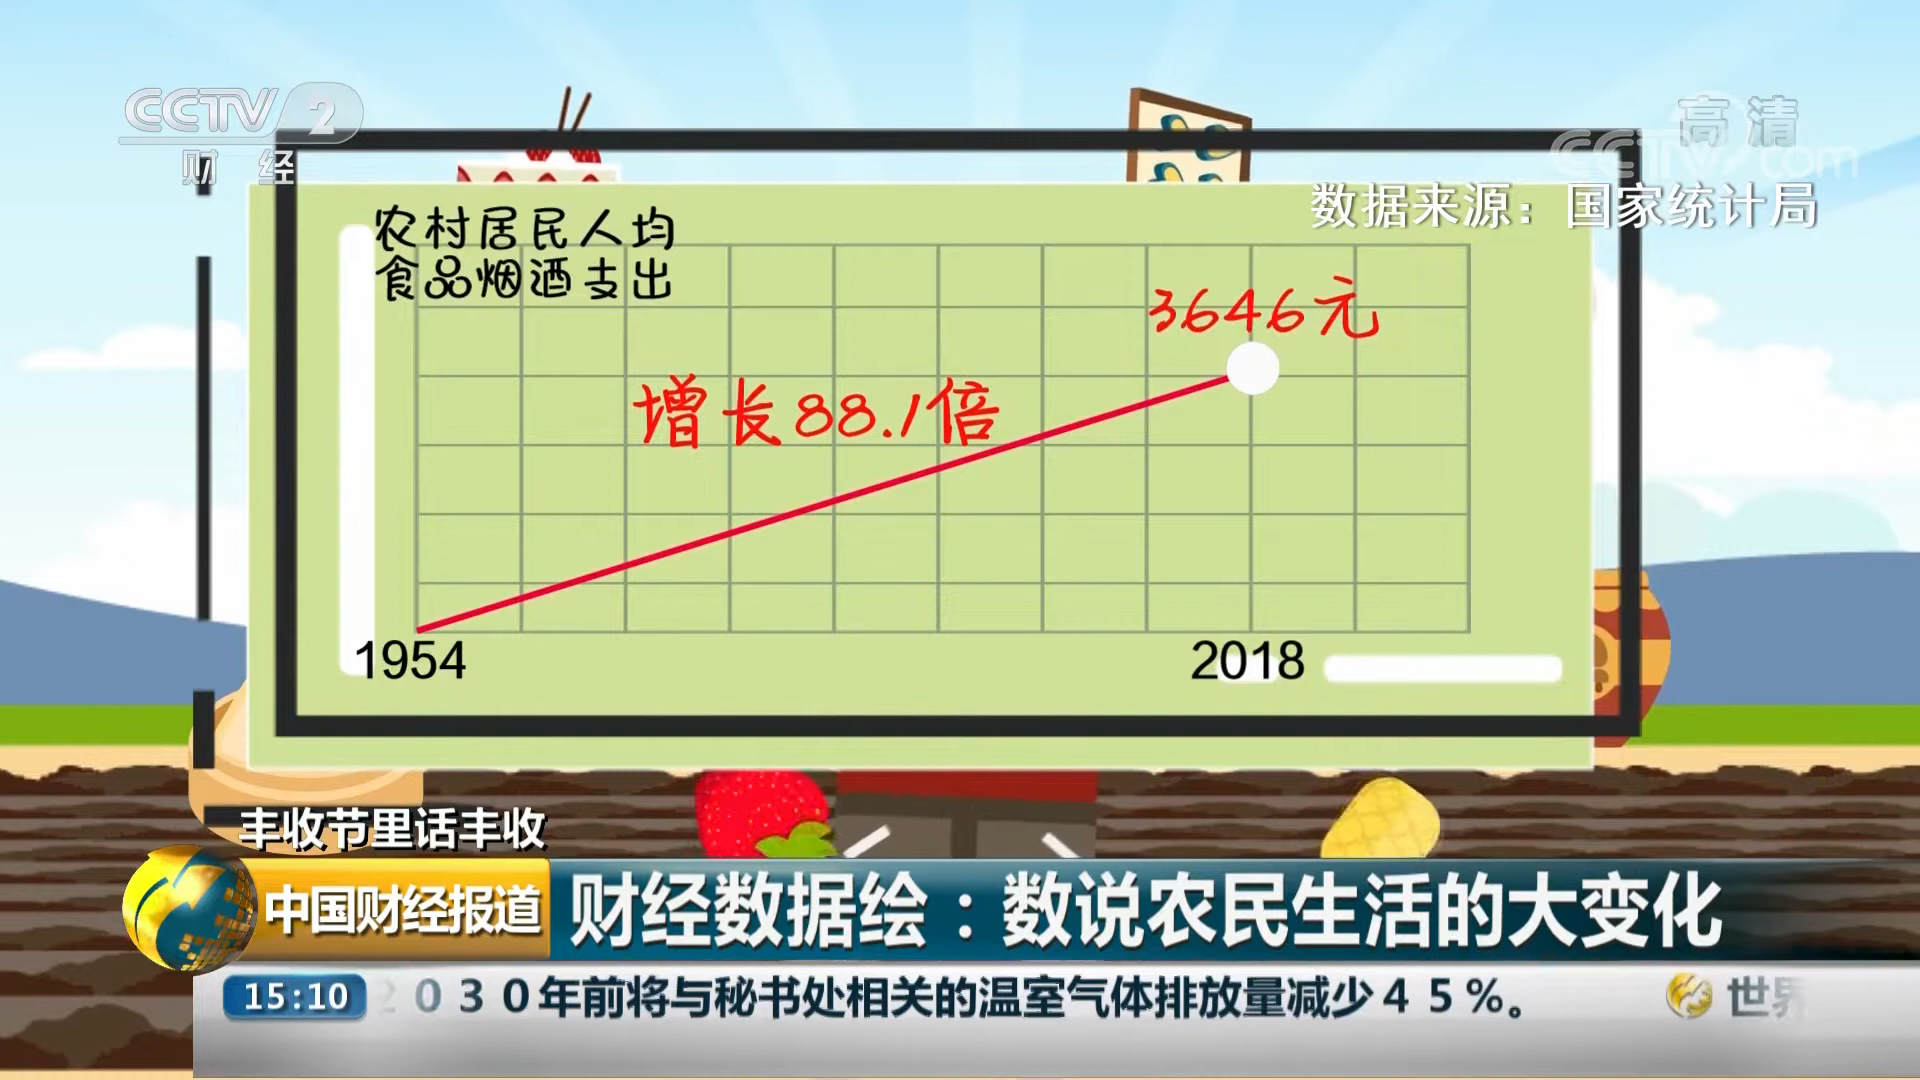 CCTV 2
财 经
高清
CCTV.com
数据来源：国家统计局
农村居民人均
食品烟酒支出
3646元
增长88.1倍
1954
2018
丰收节里话丰收
中国财经报道
财经数据绘：数说农民生活的大变化
15:10
2030年前将与秘书处相关的温室气体排放量减少45%。
世界